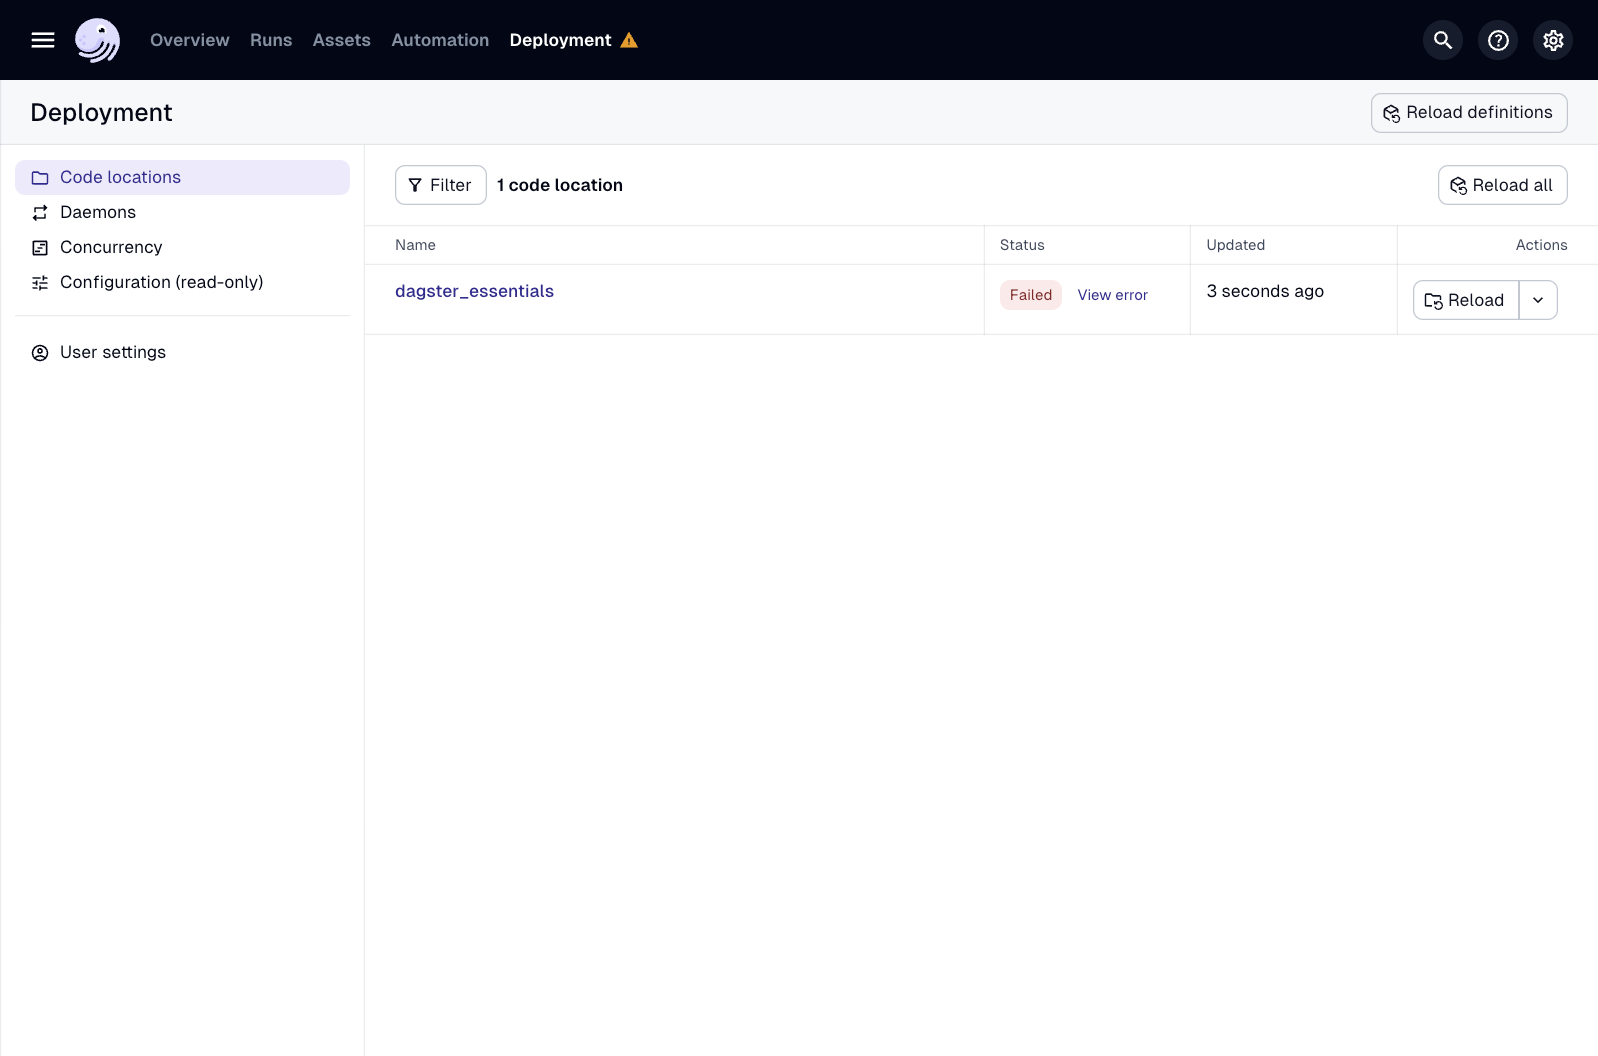 Overview Runs Assets Automation Deployment
Deployment
Reload definitions
Code locations
Daemons
Concurrency
Configuration (read-only)
User settings
Filter 1 code location Reload all
Name Status Updated Actions
dagster_essentials Failed View error 3 seconds ago Reload